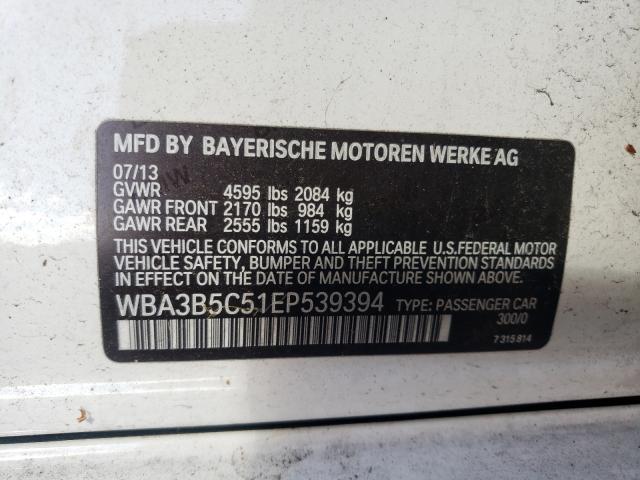 MFD BY BAYERISCHE MOTOREN WERKE AG
07/13
GVWR 4595 lbs 2084 kg
GAWR FRONT 2170 lbs 984 kg
GAWR REAR 2555 lbs 1159 kg
THIS VEHICLE CONFORMS TO ALL APPLICABLE U.S.FEDERAL MOTOR
VEHICLE SAFETY, BUMPER AND THEFT PREVENTION STANDARDS
IN EFFECT ON THE DATE OF MANUFACTURE SHOWN ABOVE.
WBA3B5C51EP539394 TYPE: PASSENGER CAR
300/0
7 315 814